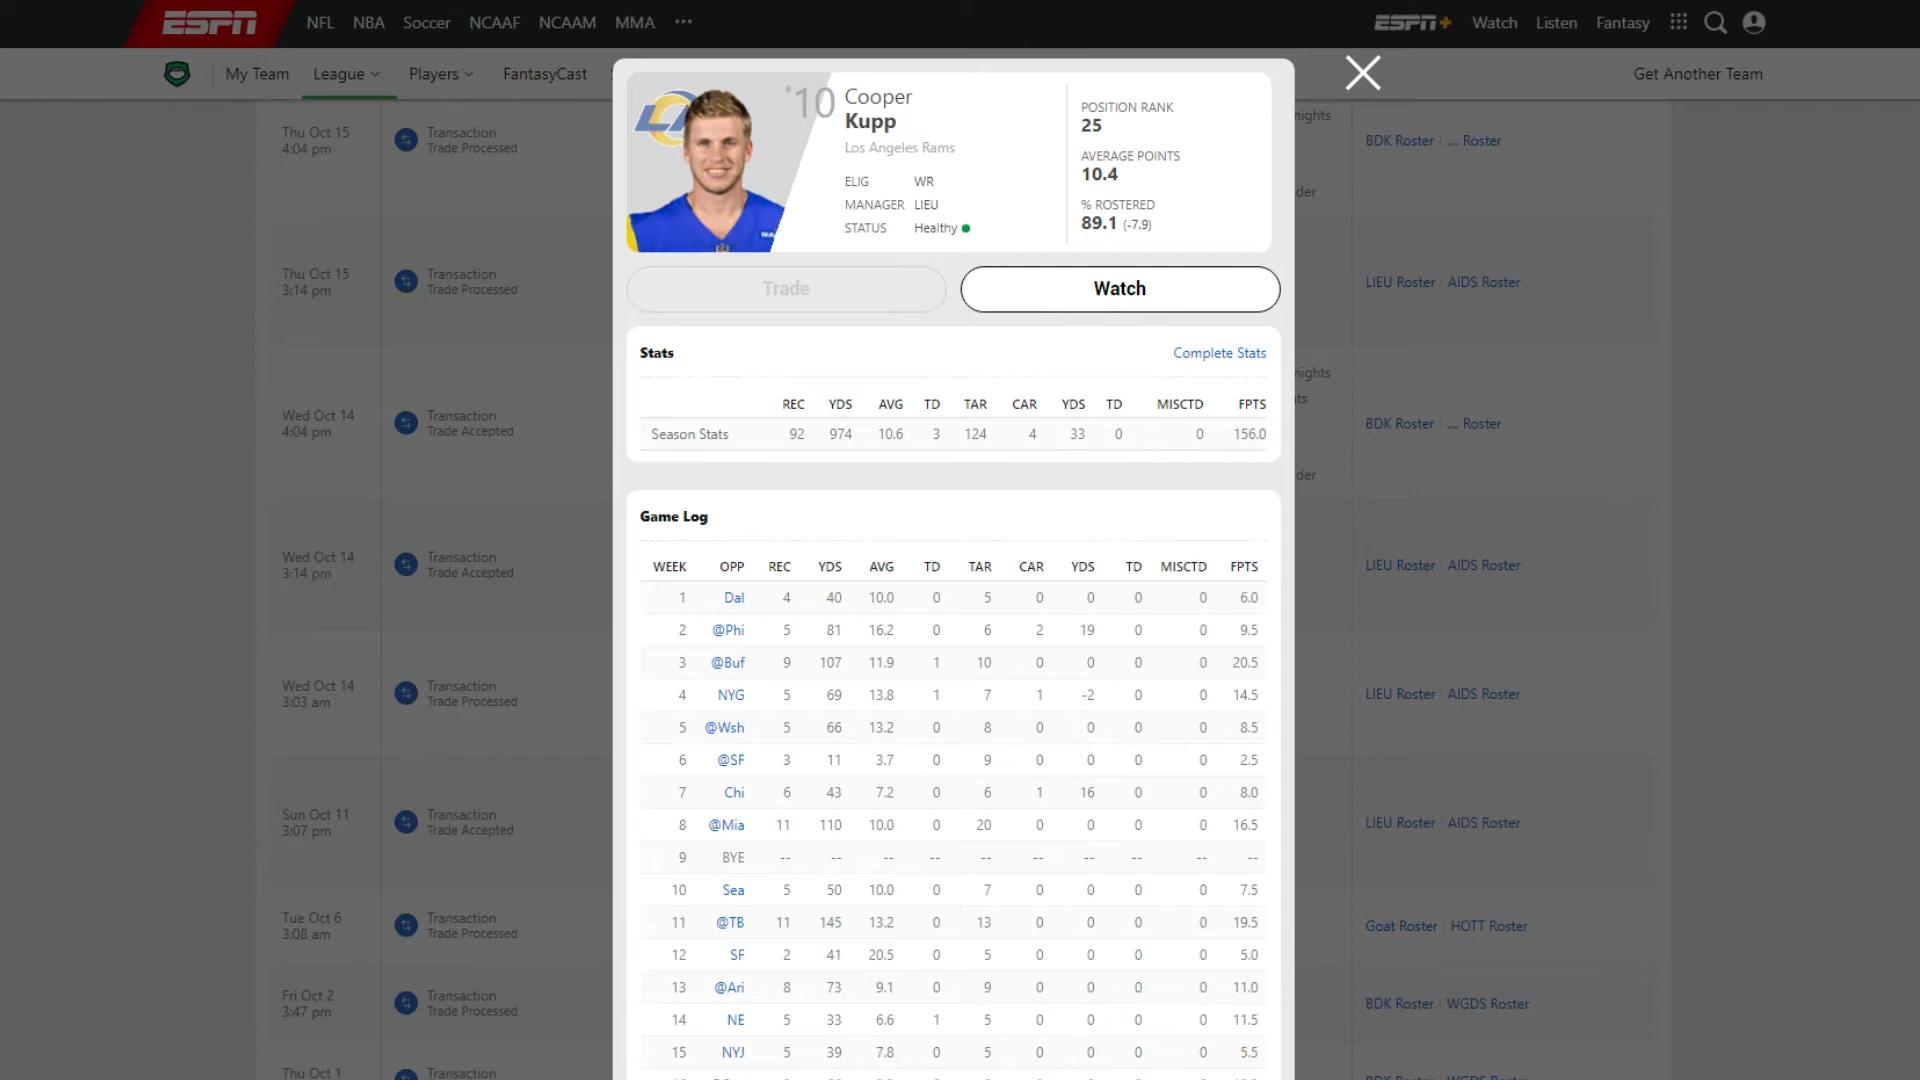 ESPN NFL NBA Soccer NCAAF NCAAM MMA ESPN+ Watch Listen Fantasy
My Team League Players FantasyCast Get Another Team
#10 Cooper
Kupp
Los Angeles Rams
ELIG WR
MANAGER LIEU
STATUS Healthy
POSITION RANK
25
AVERAGE POINTS
10.4
% ROSTERED
89.1 (-7.9)
Trade Watch
Stats Complete Stats
REC YDS AVG TD TAR CAR YDS TD MISCTD FPTS
Season Stats 92 974 10.6 3 124 4 33 0 0 156.0
Game Log
WEEK OPP REC YDS AVG TD TAR CAR YDS TD MISCTD FPTS
1 Dal 4 40 10.0 0 5 0 0 0 0 6.0
2 @Phi 5 81 16.2 0 6 2 19 0 0 9.5
3 @Buf 9 107 11.9 1 10 0 0 0 0 20.5
4 NYG 5 69 13.8 1 7 1 -2 0 0 14.5
5 @Wsh 5 66 13.2 0 8 0 0 0 0 8.5
6 @SF 3 11 3.7 0 9 0 0 0 0 2.5
7 Chi 6 43 7.2 0 6 1 16 0 0 8.0
8 @Mia 11 110 10.0 0 20 0 0 0 0 16.5
9 BYE -- -- -- -- -- -- -- -- -- --
10 Sea 5 50 10.0 0 7 0 0 0 0 7.5
11 @TB 11 145 13.2 0 13 0 0 0 0 19.5
12 SF 2 41 20.5 0 5 0 0 0 0 5.0
13 @Ari 8 73 9.1 0 9 0 0 0 0 11.0
14 NE 5 33 6.6 1 5 0 0 0 0 11.5
15 NYJ 5 39 7.8 0 5 0 0 0 0 5.5
Thu Oct 15
4:04 pm
Transaction
Trade Processed
nights
der
BDK Roster .... Roster
Thu Oct 15
3:14 pm
Transaction
Trade Processed
LIEU Roster AIDS Roster
Wed Oct 14
4:04 pm
Transaction
Trade Accepted
nights
ts
der
BDK Roster .... Roster
Wed Oct 14
3:14 pm
Transaction
Trade Accepted
LIEU Roster AIDS Roster
Wed Oct 14
3:03 am
Transaction
Trade Processed
LIEU Roster AIDS Roster
Sun Oct 11
3:07 pm
Transaction
Trade Accepted
LIEU Roster AIDS Roster
Tue Oct 6
3:08 am
Transaction
Trade Processed
Goat Roster HOTT Roster
Fri Oct 2
3:47 pm
Transaction
Trade Processed
BDK Roster WGDS Roster
Thu Oct 1
Transaction
BDK Roster WGDS Roster